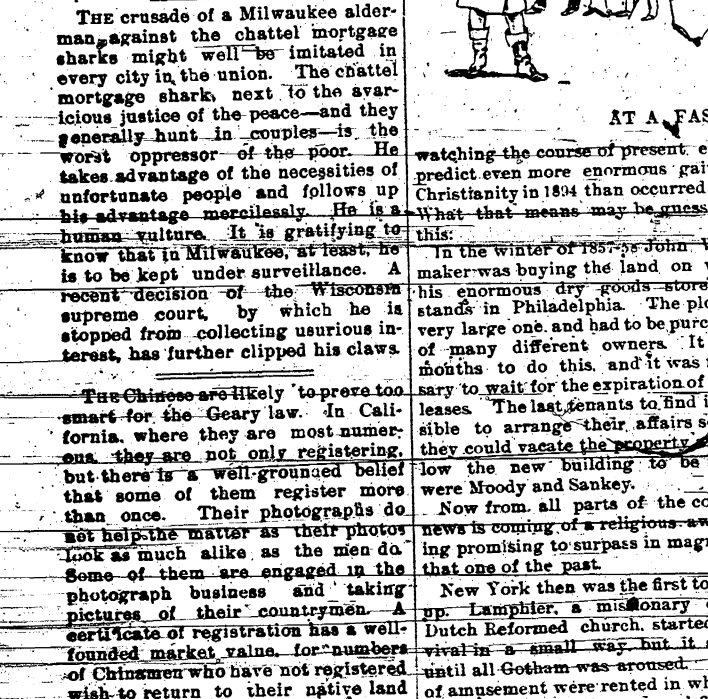 THE crusade of a Milwaukee alder-
man against the chattel mortgage
sharks might well be imitated in
every city in the union. The chattel
mortgage shark, next to the avar-
icious justice of the peace—and they
generally hunt in couples—is the
worst oppressor of the poor. He
takes advantage of the necessities of
unfortunate people and follows up
his advantage mercilessly. He is a
human vulture. It is gratifying to
know that in Milwaukee, at least, he
is to be kept under surveillance. A
recent decision of the Wisconsin
supreme court, by which he is
stopped from collecting usurious in-
terest, has further clipped his claws.
THE Chinese are likely to prove too
smart for the Geary law. In Cali-
fornia, where they are most numer-
ous, they are not only registering,
but there is a well-grounded belief
that some of them register more
than once. Their photographs do
not help the matter as their photos
look as much alike as the men do.
Some of them are engaged in the
photograph business and taking
pictures of their countrymen. A
certificate of registration has a well-
founded market value, for numbers
of Chinamen who have not registered
wish to return to their native land
AT A FAS
watching the course of present
predict even more enormous gai
Christianity in 1894 than occurred
What that means may be guess
this:
In the winter of 1857-58 John W
maker was buying the land on
his enormous dry goods store
stands in Philadelphia. The plo
very large one, and had to be purc
of many different owners. It
months to do this, and it was
sary to wait for the expiration of
leases. The last tenants to find i
sible to arrange their affairs s
they could vacate the property
low the new building to be
were Moody and Sankey.
Now from all parts of the co
news is coming of a religious aw
ing promising to surpass in mag
that one of the past.
New York then was the first to
up. Lamphier, a missionary
Dutch Reformed church, started
vival in a small way, but it
until all Gotham was aroused.
of amusement were rented in wh